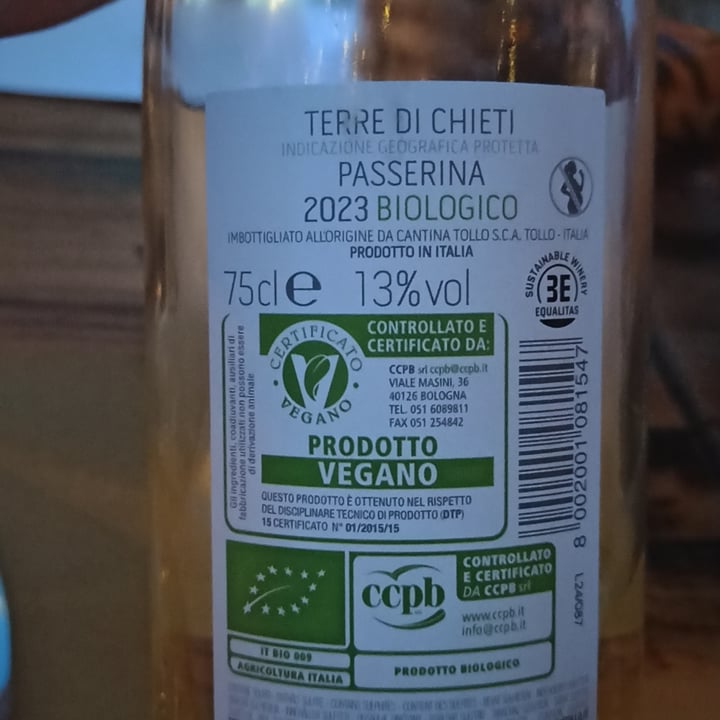 TERRE DI CHIETI
INDICAZIONE GEOGRAFICA PROTETTA
PASSERINA
2023 BIOLOGICO
IMBOTTIGLIATO ALL'ORIGINE DA CANTINA TOLLO S.C.A. TOLLO - ITALIA
PRODOTTO IN ITALIA
75cl e 13% vol
SUSTAINABLE WINERY
3E
EQUALITAS
CERTIFICATO
VEGANO
CONTROLLATO E
CERTIFICATO DA:
CCPB srl ccpb@ccpb.it
VIALE MASINI, 36
40126 BOLOGNA
TEL. 051 6089811
FAX 051 254842
Gli ingredienti, coadiuvanti, ausiliari di
fabbricazione utilizzati non possono essere
di derivazione animale
PRODOTTO
VEGANO
QUESTO PRODOTTO È OTTENUTO NEL RISPETTO
DEL DISCIPLINARE TECNICO DI PRODOTTO (DTP)
15 CERTIFICATO N° 01/2015/15
8 002001 081547
L24087
IT BIO 009
AGRICOLTURA ITALIA
ccpb
CONTROLLATO
E CERTIFICATO
DA CCPB srl
www.ccpb.it
info@ccpb.it
PRODOTTO BIOLOGICO